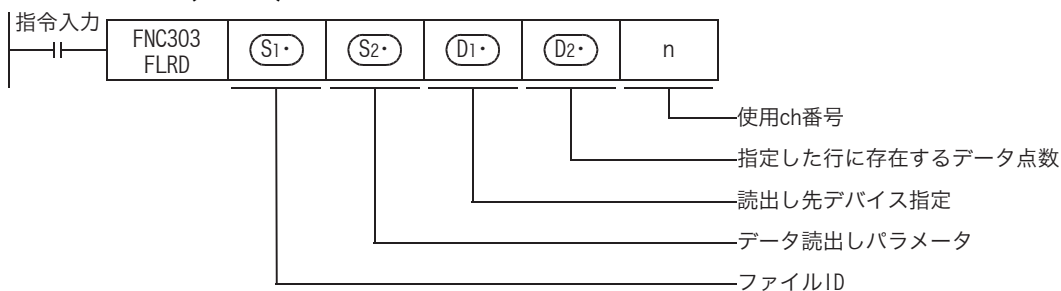 指令入力
FNC303
FLRD
S1・
S2・
D1・
D2・
n
使用ch番号
指定した行に存在するデータ点数
読出し先デバイス指定
データ読出しパラメータ
ファイルID